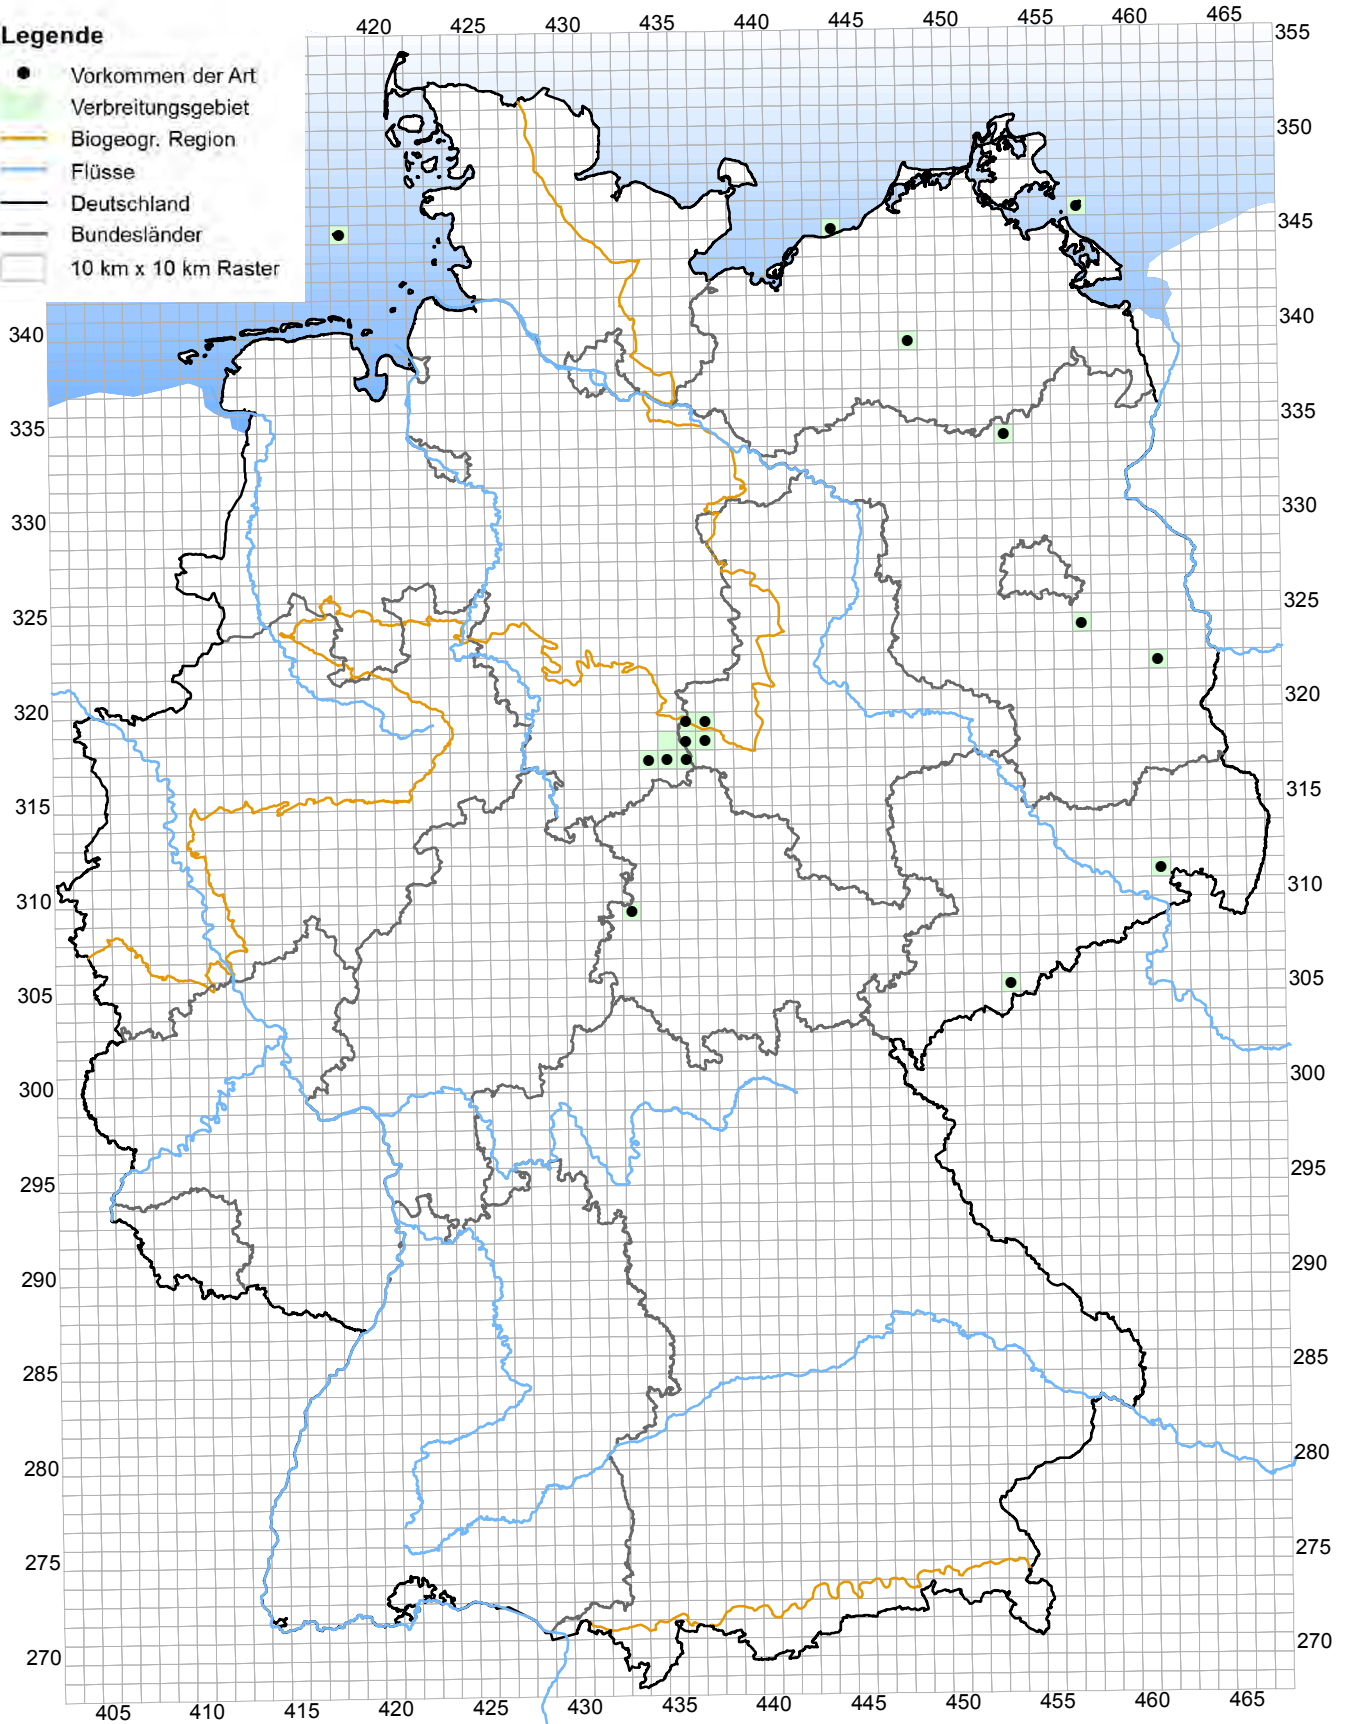 Legende
Vorkommen der Art
Verbreitungsgebiet
Biogeogr. Region
Flüsse
Deutschland
Bundesländer
10 km x 10 km Raster
420 425 430 435 440 445 450 455 460 465
355
350
345
340 340
335 335
330 330
325 325
320 320
315 315
310 310
305 305
300 300
295 295
290 290
285 285
280 280
275 275
270 270
405 410 415 420 425 430 435 440 445 450 455 460 465